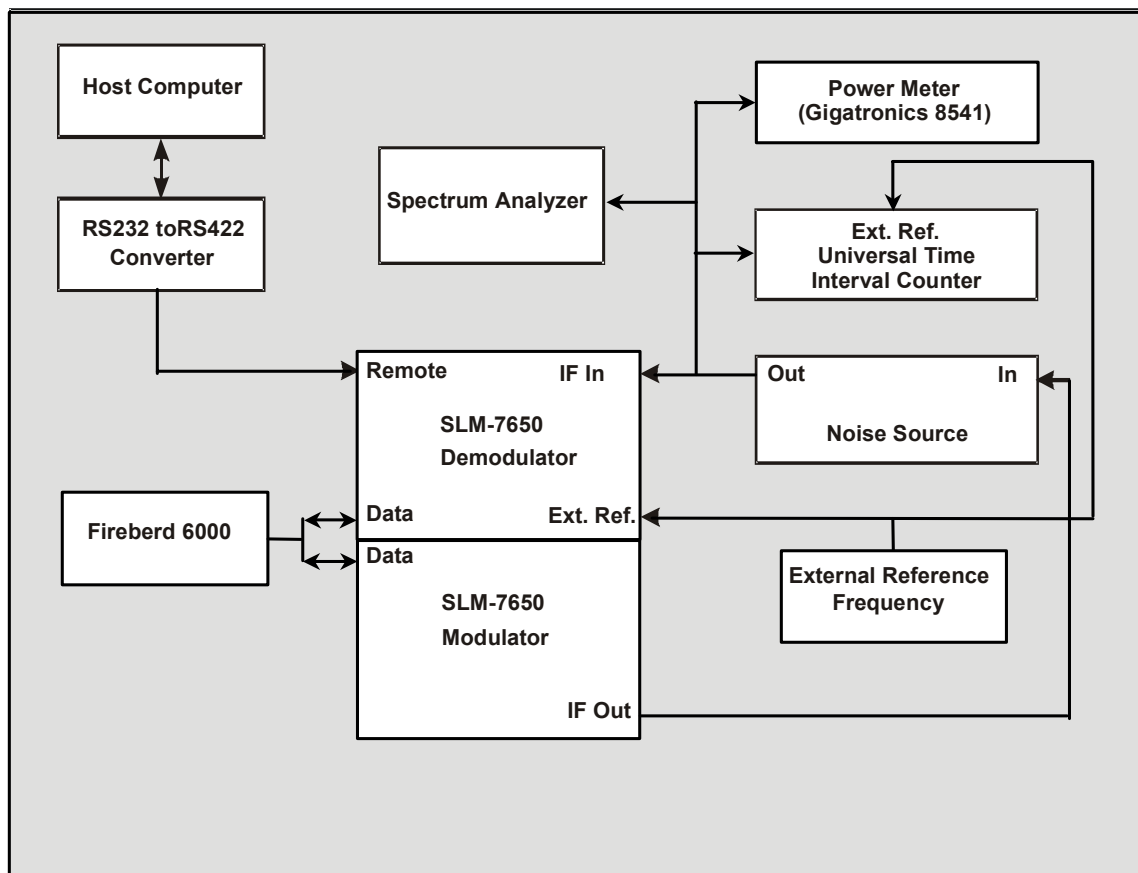 Host Computer
RS232 toRS422
Converter
Spectrum Analyzer
Power Meter
(Gigatronics 8541)
Ext. Ref.
Universal Time
Interval Counter
Remote
IF In
SLM-7650
Demodulator
Data
Ext. Ref.
Out
In
Noise Source
Fireberd 6000
Data
SLM-7650
Modulator
IF Out
External Reference
Frequency